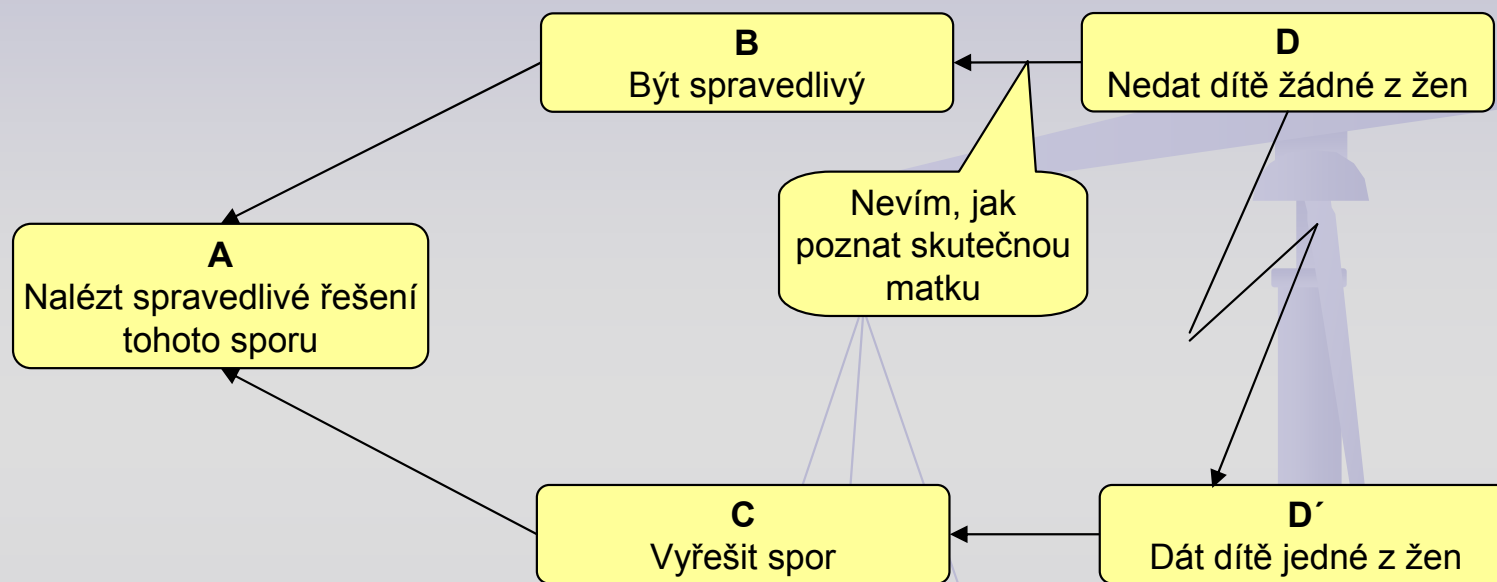 B
Být spravedlivý
D
Nedat dítě žádné z žen
Nevím, jak
poznat skutečnou
matku
A
Nalézt spravedlivé řešení
tohoto sporu
C
Vyřešit spor
D´
Dát dítě jedné z žen